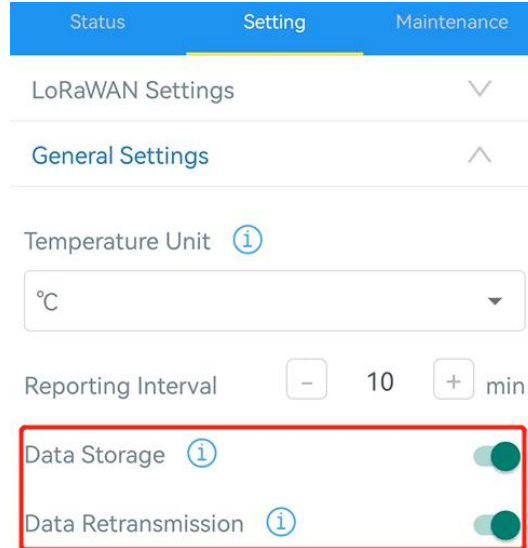 Status Setting Maintenance
LoRaWAN Settings
General Settings
Temperature Unit
℃
Reporting Interval - 10 + min
Data Storage
Data Retransmission